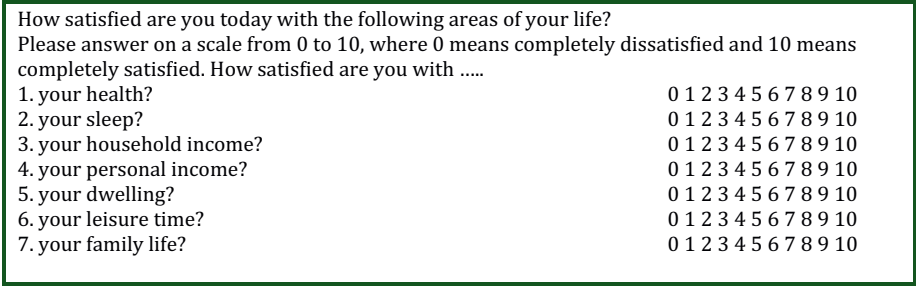 How satisfied are you today with the following areas of your life?
Please answer on a scale from 0 to 10, where 0 means completely dissatisfied and 10 means
completely satisfied. How satisfied are you with .....
1. your health? 0 1 2 3 4 5 6 7 8 9 10
2. your sleep? 0 1 2 3 4 5 6 7 8 9 10
3. your household income? 0 1 2 3 4 5 6 7 8 9 10
4. your personal income? 0 1 2 3 4 5 6 7 8 9 10
5. your dwelling? 0 1 2 3 4 5 6 7 8 9 10
6. your leisure time? 0 1 2 3 4 5 6 7 8 9 10
7. your family life? 0 1 2 3 4 5 6 7 8 9 10